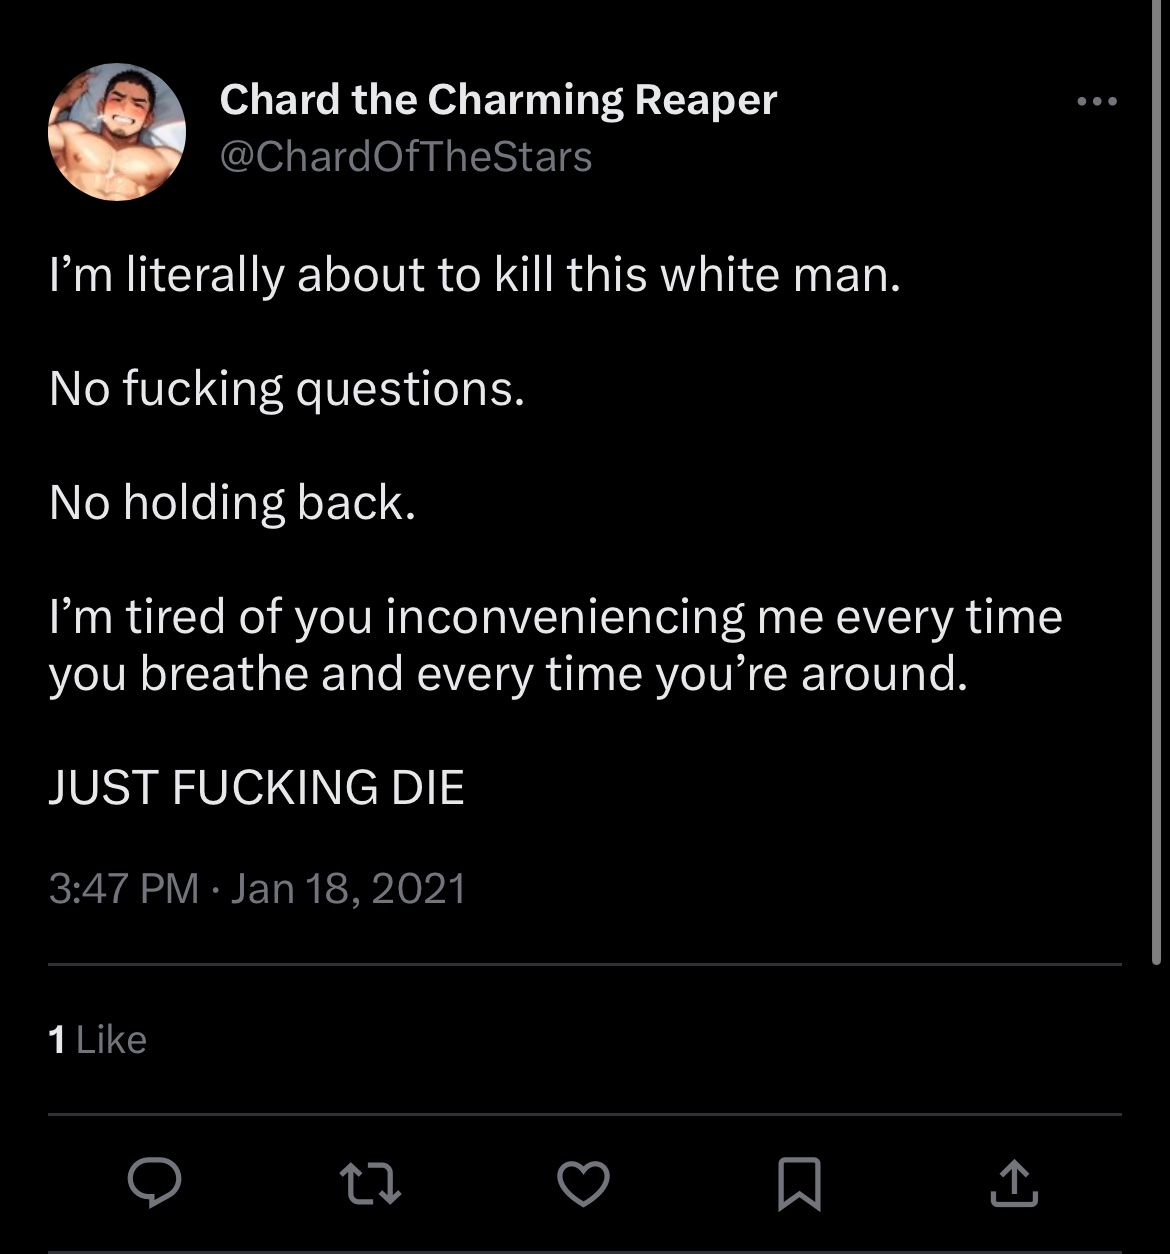 Chard the Charming Reaper
@ChardOfTheStars
I’m literally about to kill this white man.
No fucking questions.
No holding back.
I’m tired of you inconveniencing me every time
you breathe and every time you’re around.
JUST FUCKING DIE
3:47 PM · Jan 18, 2021
1 Like